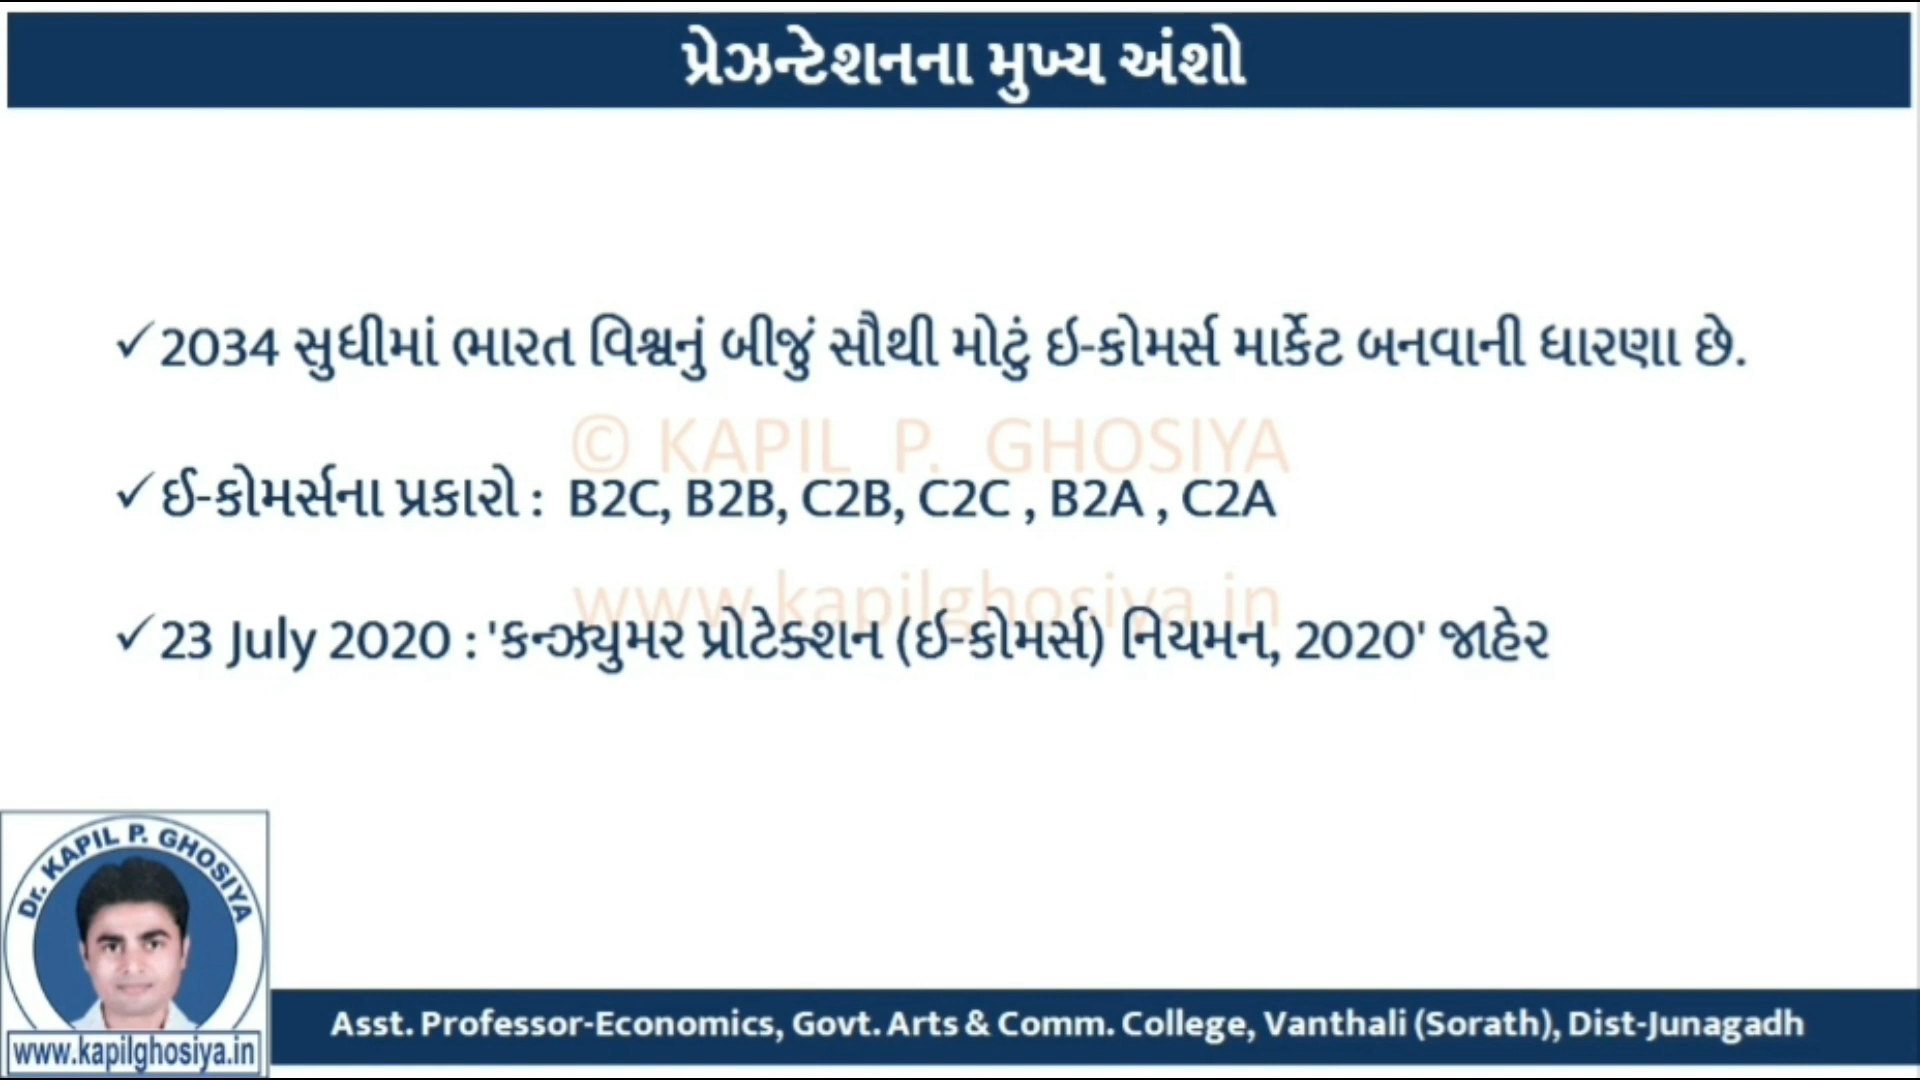 પ્રેઝન્ટેશનના મુખ્ય અંશો
✓2034 સુધીમાં ભારત વિશ્વનું બીજું સૌથી મોટું ઇ-કોમર્સ માર્કેટ બનવાની ધારણા છે.
© KAPIL P. GHOSIYA
✓ઈ-કોમર્સના પ્રકારો : B2C, B2B, C2B, C2C , B2A , C2A
www.kapilghosiya.in
✓23 July 2020 : 'કન્ઝ્યુમર પ્રોટેક્શન (ઈ-કોમર્સ) નિયમન, 2020' જાહેર
Dr. KAPIL P. GHOSIYA
www.kapilghosiya.in
Asst. Professor-Economics, Govt. Arts & Comm. College, Vanthali (Sorath), Dist-Junagadh